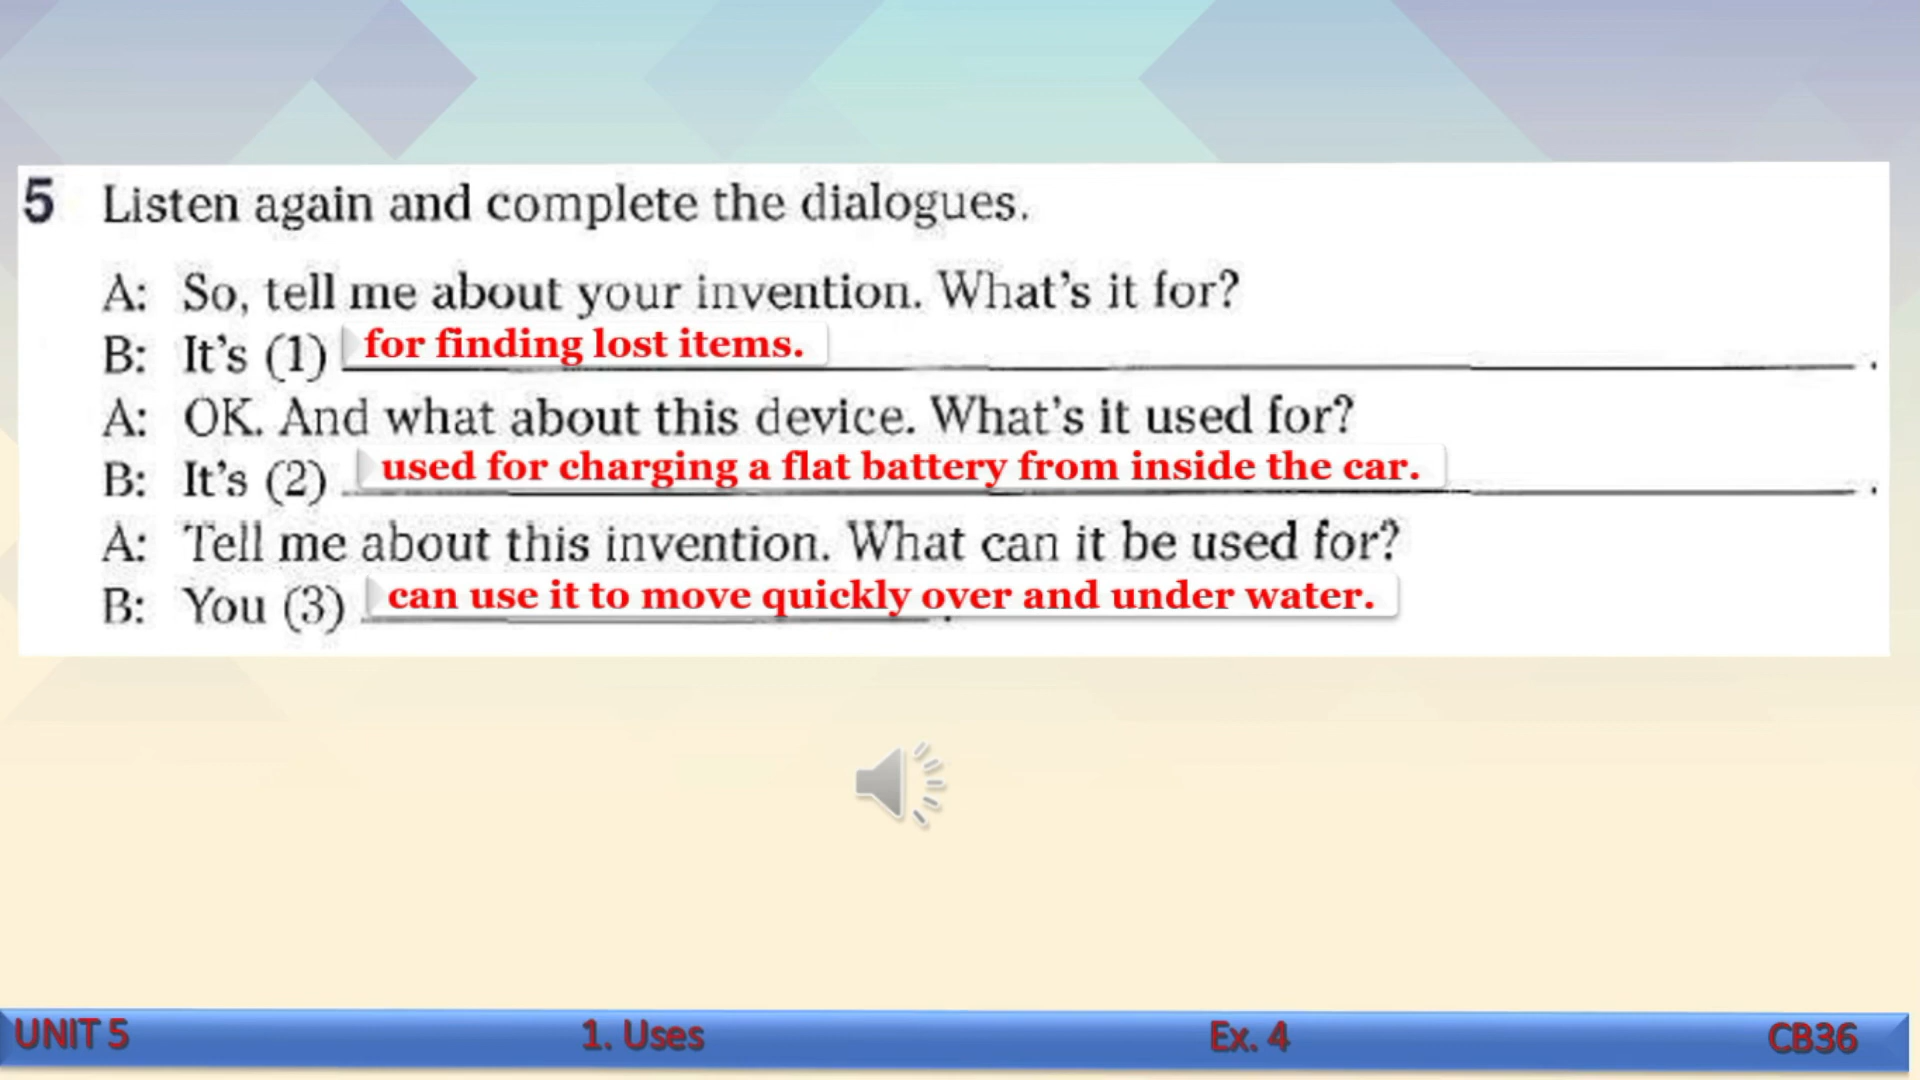 5 Listen again and complete the dialogues.
A: So, tell me about your invention. What's it for?
B: It's (1) for finding lost items. .
A: OK. And what about this device. What's it used for?
B: It's (2) used for charging a flat battery from inside the car. .
A: Tell me about this invention. What can it be used for?
B: You (3) can use it to move quickly over and under water.
UNIT 5 1. Uses Ex. 4 CB36